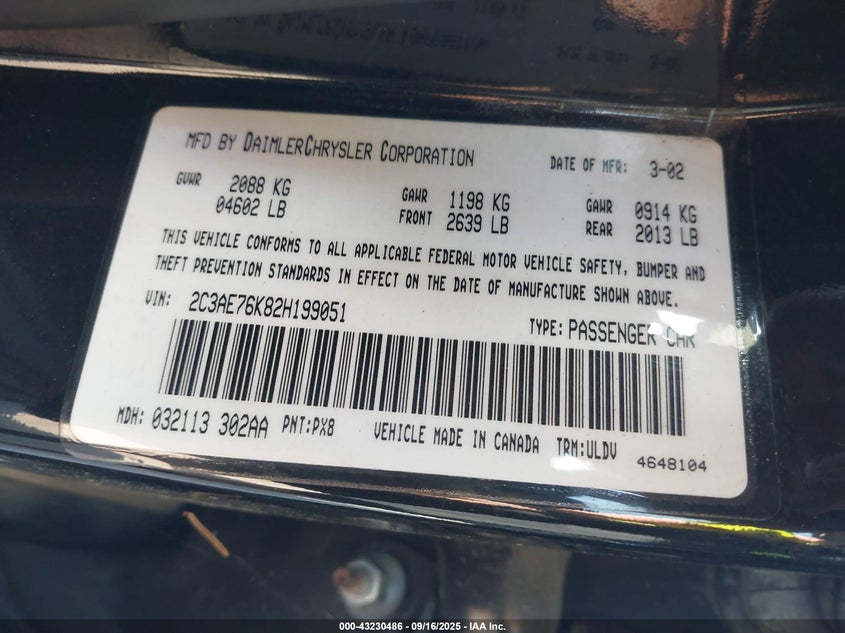 MFD BY DAIMLERCHRYSLER CORPORATION DATE OF MFR: 3-02
GVWR 2088 KG GAWR 1198 KG GAWR 0914 KG
04602 LB FRONT 2639 LB REAR 2013 LB
THIS VEHICLE CONFORMS TO ALL APPLICABLE FEDERAL MOTOR VEHICLE SAFETY, BUMPER AND
THEFT PREVENTION STANDARDS IN EFFECT ON THE DATE OF MANUFACTURE SHOWN ABOVE.
VIN: 2C3AE76K82H199051 TYPE: PASSENGER CAR
MDH: 032113 302AA PNT:PX8 VEHICLE MADE IN CANADA TRM:ULDV
4648104
000-43230486 - 09/16/2025 - IAA Inc.